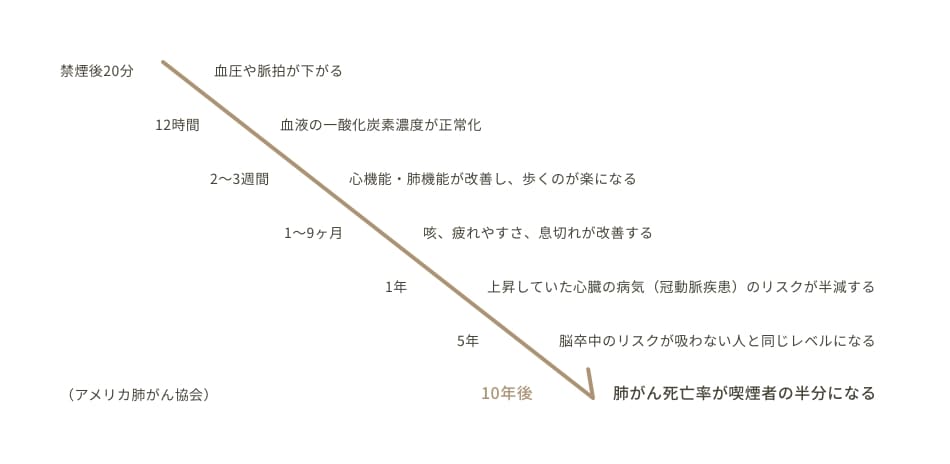 禁煙後20分 血圧や脈拍が下がる
12時間 血液の一酸化炭素濃度が正常化
2〜3週間 心機能・肺機能が改善し、歩くのが楽になる
1〜9ヶ月 咳、疲れやすさ、息切れが改善する
1年 上昇していた心臓の病気（冠動脈疾患）のリスクが半減する
5年 脳卒中のリスクが吸わない人と同じレベルになる
（アメリカ肺がん協会） 10年後 肺がん死亡率が喫煙者の半分になる